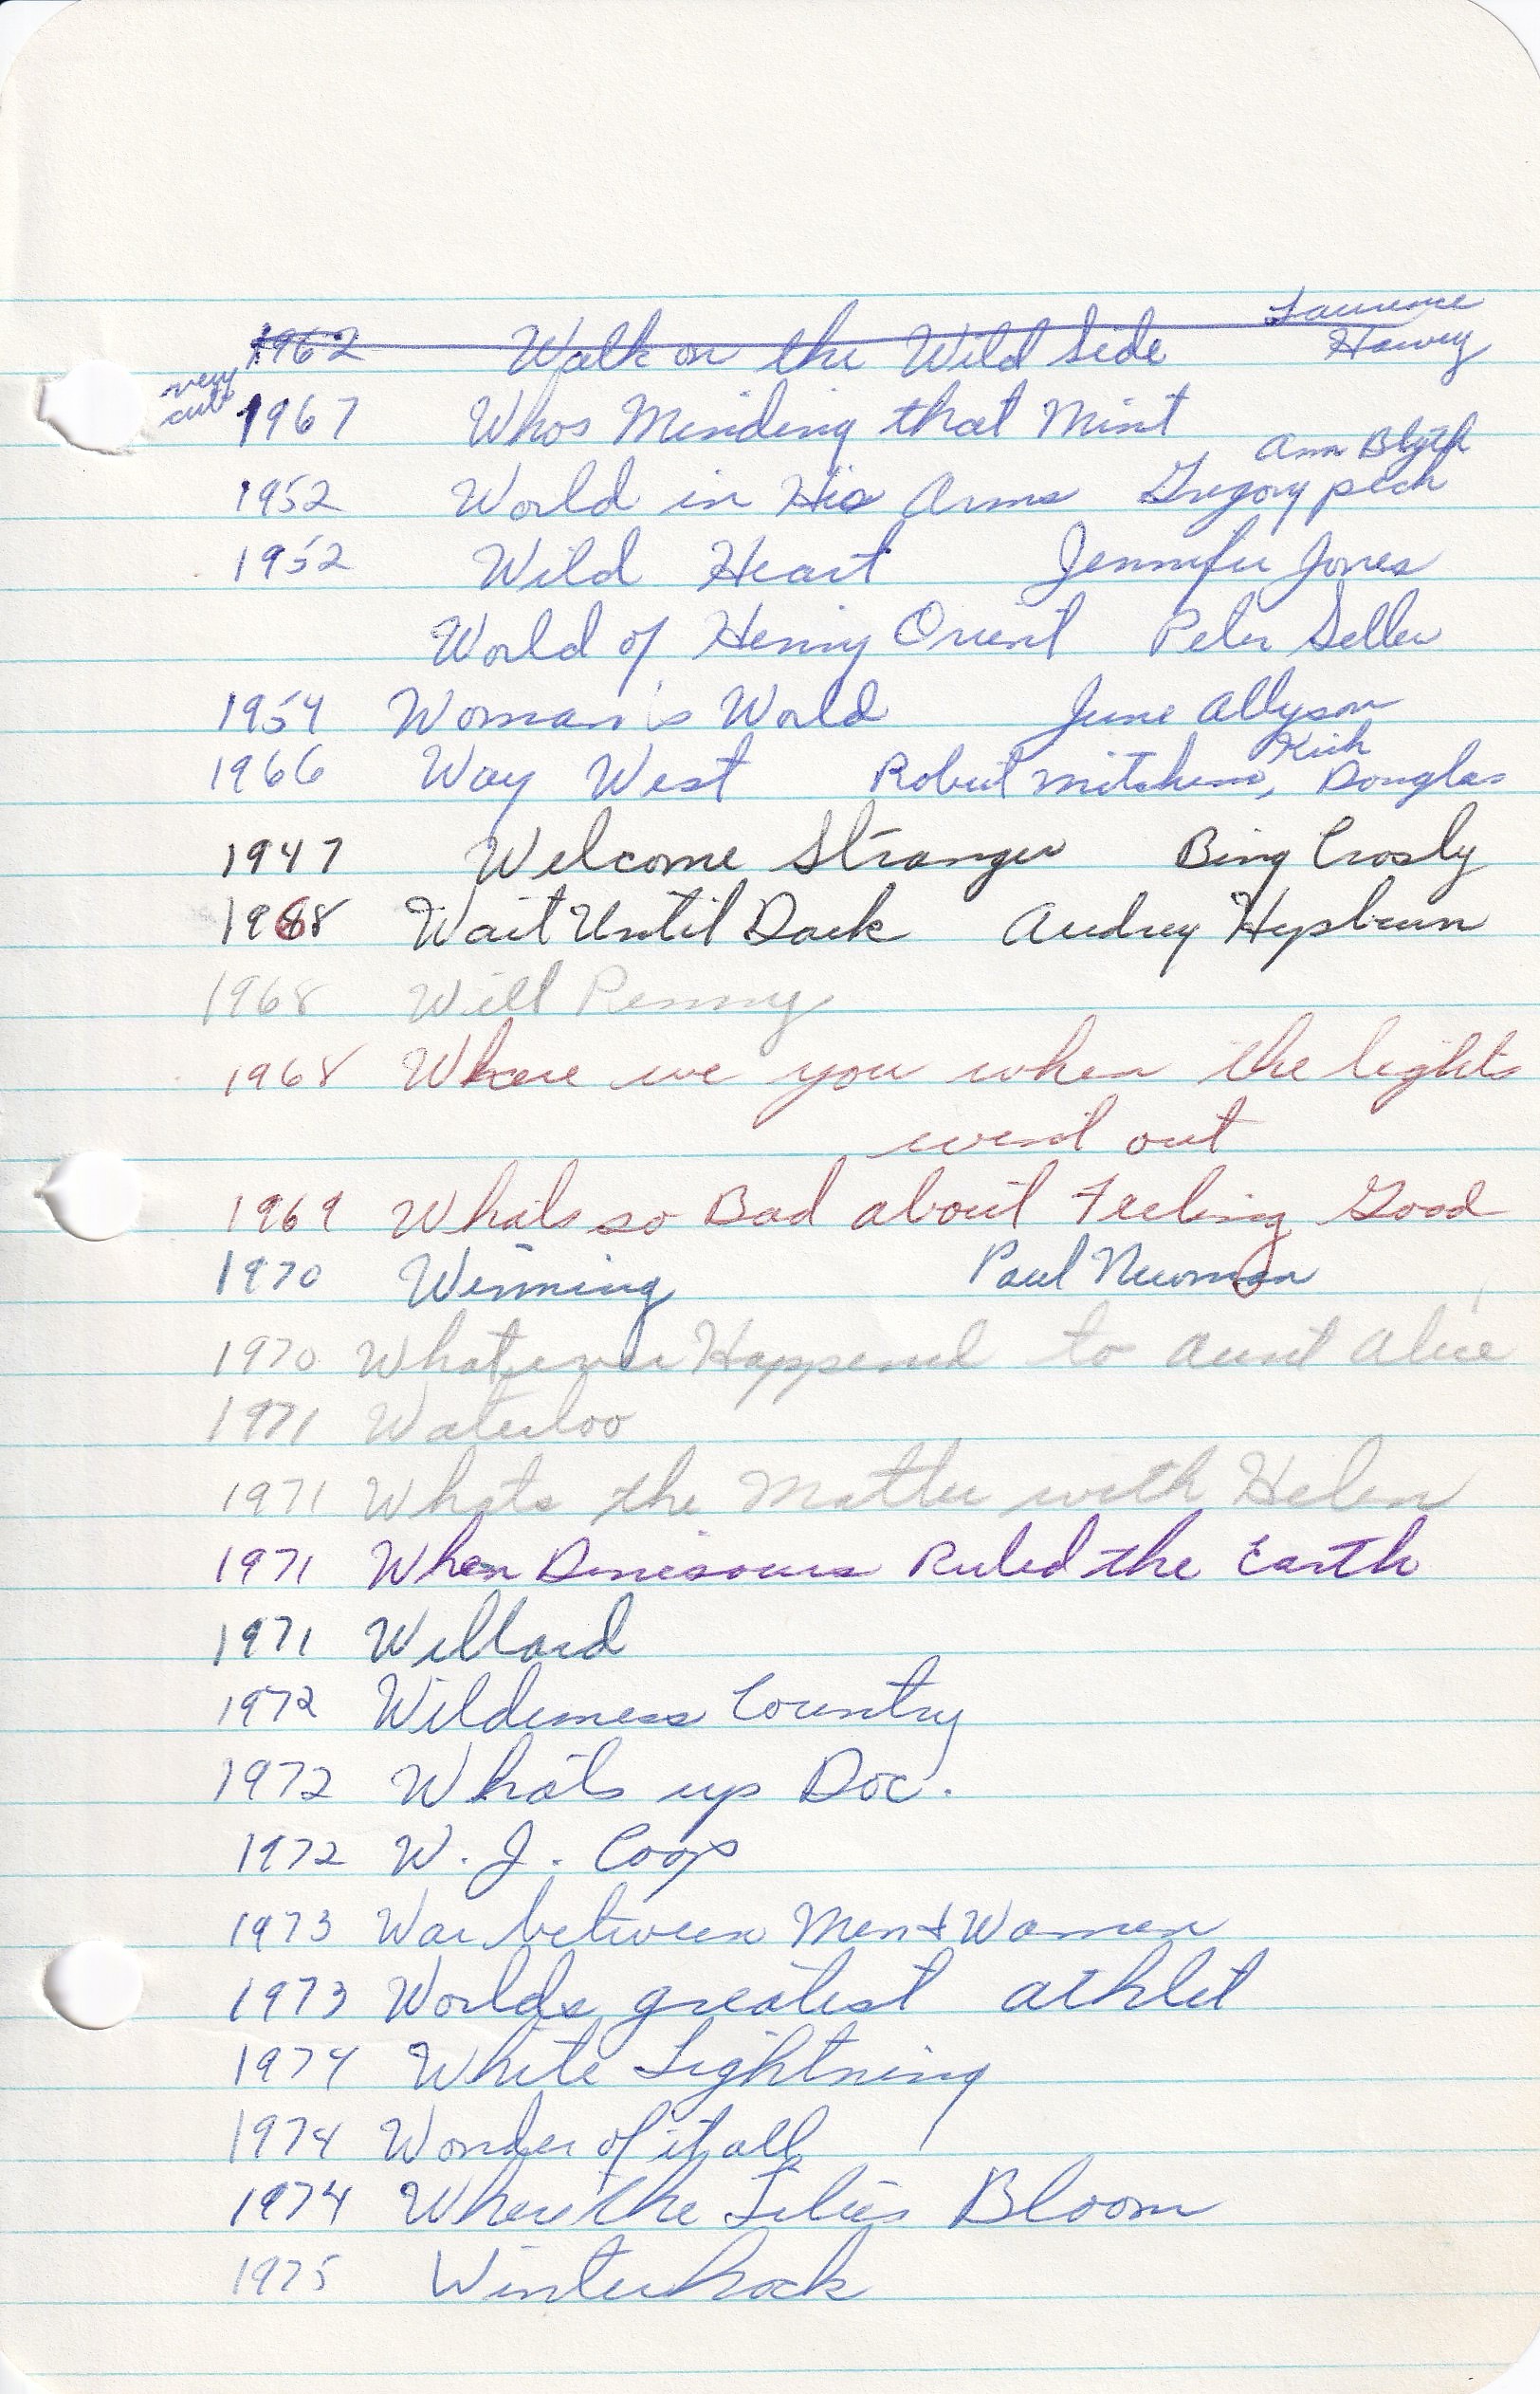 1962 Walk on the Wild Side Laurence Harvey
very cute 1967 Whos Minding that Mint
1952 World in His Arms Gregory peck Ann Blyth
1952 Wild Heart Jennifer Jones
World of Henry Orient Peter Seller
1954 Woman's World June Allyson
1966 Way West Robert Mitchum, Kirk Douglas
1947 Welcome Stranger Bing Crosby
1968 Wait Until Dark Audrey Hepburn
1968 Will Penny
1968 Where we you when the lights
went out
1969 Whats so Bad about Feeling Good
1970 Winning Paul Newman
1970 Whatever Happened to Aunt Alice
1971 Waterloo
1971 Whats the Matter with Helen
1971 When Dinesours Ruled the Earth
1971 Willard
1972 Wilderness Country
1972 What's up Doc.
1972 W. J. Coops
1973 War between Men & Women
1973 Worlds greatest athlet
1974 White Lightning
1974 Wonder of it all
1974 Where the Lilies Bloom
1975 Winterhock